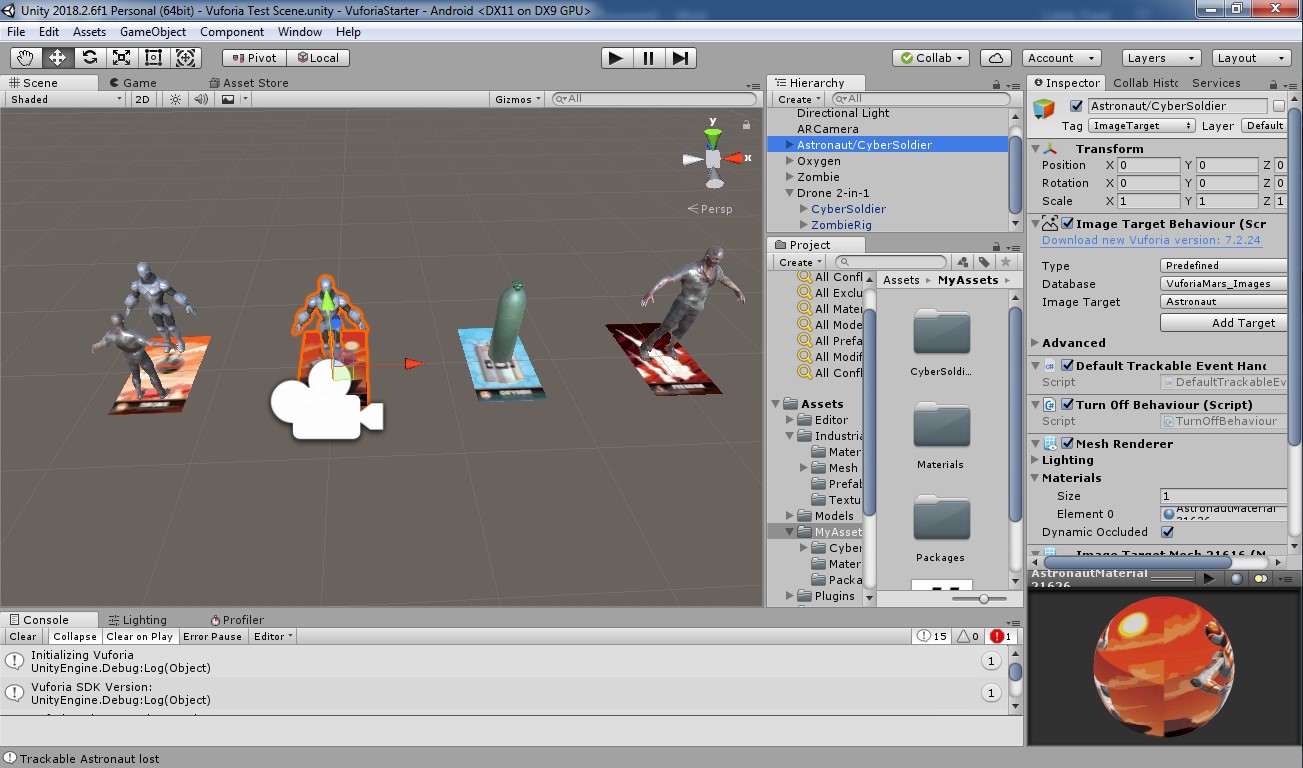 Unity 2018.2.6f1 Personal (64bit) - Vuforia Test Scene.unity - VuforiaStarter - Android <DX11 on DX9 GPU>
File Edit Assets GameObject Component Window Help
Pivot Local Collab Account Layers Layout
Scene Game Asset Store
Shaded 2D Gizmos All
y
x
Persp
Hierarchy
Create All
Directional Light
ARCamera
Astronaut/CyberSoldier
Oxygen
Zombie
Drone 2-in-1
CyberSoldier
ZombieRig
Project
Create
All Confl
All Exclu
All Mater
All Mode
All Prefa
All Modif
All Confl
Assets
Editor
Industria
Mater
Mesh
Prefab
Textu
Models
MyAsset
Cyber
Mater
Packa
Plugins
Assets MyAssets
CyberSoldi...
Materials
Packages
Inspector Collab Histo Services
Astronaut/CyberSoldier
Tag ImageTarget Layer Default
Transform
Position X 0 Y 0 Z 0
Rotation X 0 Y 0 Z 0
Scale X 1 Y 1 Z 1
Image Target Behaviour (Scr
Download new Vuforia version: 7.2.24
Type Predefined
Database VuforiaMars_Images
Image Target Astronaut
Add Target
Advanced
Default Trackable Event Hand
Script DefaultTrackableEv
Turn Off Behaviour (Script)
Script TurnOffBehaviour
Mesh Renderer
Lighting
Materials
Size 1
Element 0 AstronautMaterial 21626
Dynamic Occluded
Image Target Mesh 21616 (M
AstronautMaterial
21626
Console Lighting Profiler
Clear Collapse Clear on Play Error Pause Editor 15 0 1
Initializing Vuforia
UnityEngine.Debug:Log(Object) 1
Vuforia SDK Version:
UnityEngine.Debug:Log(Object) 1
Trackable Astronaut lost